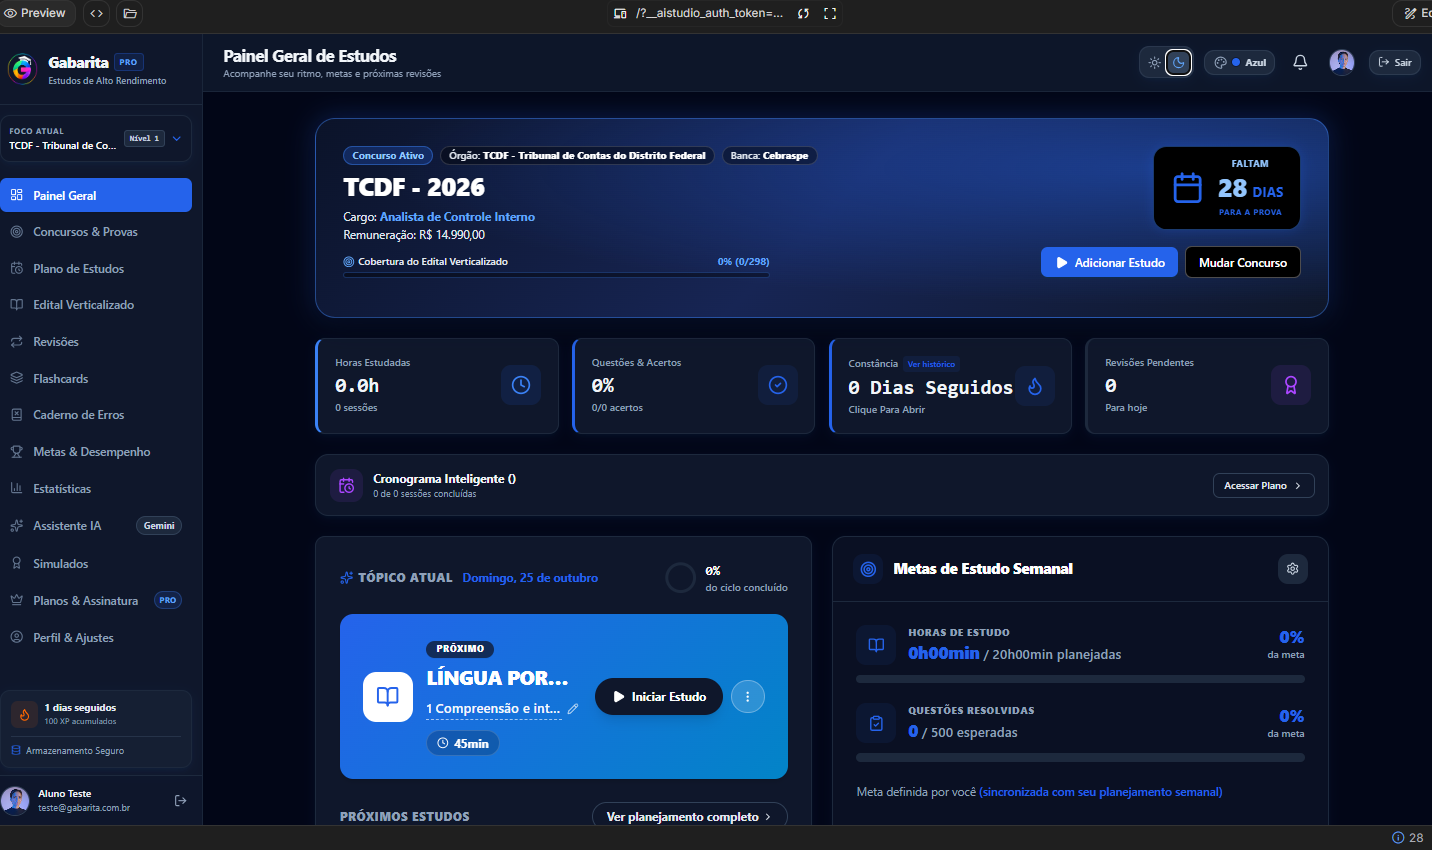 Preview
/?__aistudio_auth_token=...
Gabarita PRO
Estudos de Alto Rendimento
Painel Geral de Estudos
Acompanhe seu ritmo, metas e próximas revisões
Azul
Sair
FOCO ATUAL
TCDF - Tribunal de Co...
Nível 1
Painel Geral
Concursos & Provas
Plano de Estudos
Edital Verticalizado
Revisões
Flashcards
Caderno de Erros
Metas & Desempenho
Estatísticas
Assistente IA Gemini
Simulados
Planos & Assinatura PRO
Perfil & Ajustes
1 dias seguidos
100 XP acumulados
Armazenamento Seguro
Aluno Teste
teste@gabarita.com.br
Concurso Ativo
Órgão: TCDF - Tribunal de Contas do Distrito Federal
Banca: Cebraspe
TCDF - 2026
Cargo: Analista de Controle Interno
Remuneração: R$ 14.990,00
Cobertura do Edital Verticalizado
0% (0/298)
FALTAM
28 DIAS
PARA A PROVA
Adicionar Estudo
Mudar Concurso
Horas Estudadas
0.0h
0 sessões
Questões & Acertos
0%
0/0 acertos
Constância Ver histórico
0 Dias Seguidos
Clique Para Abrir
Revisões Pendentes
0
Para hoje
Cronograma Inteligente ()
0 de 0 sessões concluídas
Acessar Plano
TÓPICO ATUAL Domingo, 25 de outubro
0%
do ciclo concluído
PRÓXIMO
LÍNGUA POR...
1 Compreensão e int...
45min
Iniciar Estudo
PRÓXIMOS ESTUDOS
Ver planejamento completo
Metas de Estudo Semanal
HORAS DE ESTUDO
0h00min / 20h00min planejadas
0%
da meta
QUESTÕES RESOLVIDAS
0 / 500 esperadas
0%
da meta
Meta definida por você (sincronizada com seu planejamento semanal)
28